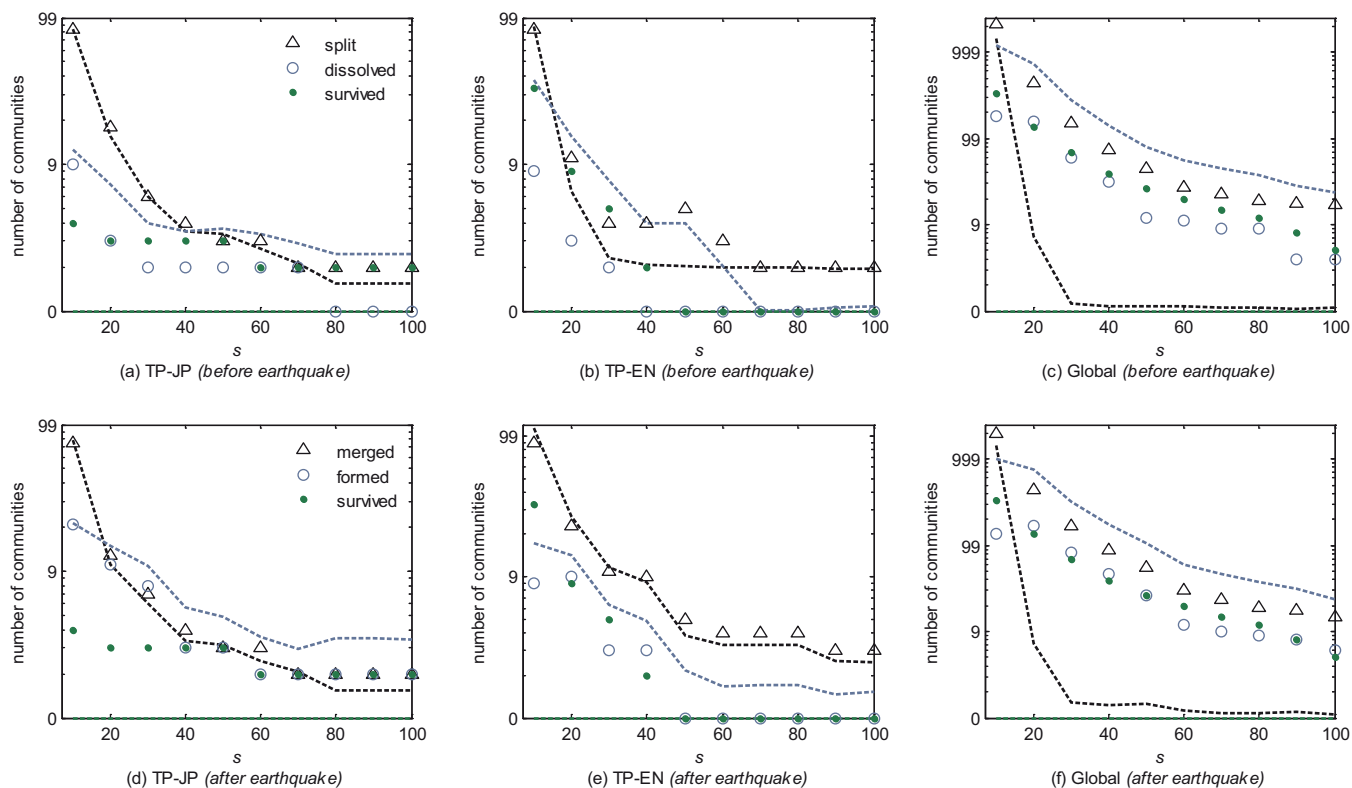 number of communities
99
9
0
split
dissolved
survived
20 40 60 80 100
s
(a) TP-JP (before earthquake)
number of communities
99
9
0
20 40 60 80 100
s
(b) TP-EN (before earthquake)
number of communities
999
99
9
0
20 40 60 80 100
s
(c) Global (before earthquake)
number of communities
99
9
0
merged
formed
survived
20 40 60 80 100
s
(d) TP-JP (after earthquake)
number of communities
99
9
0
20 40 60 80 100
s
(e) TP-EN (after earthquake)
number of communities
999
99
9
0
20 40 60 80 100
s
(f) Global (after earthquake)